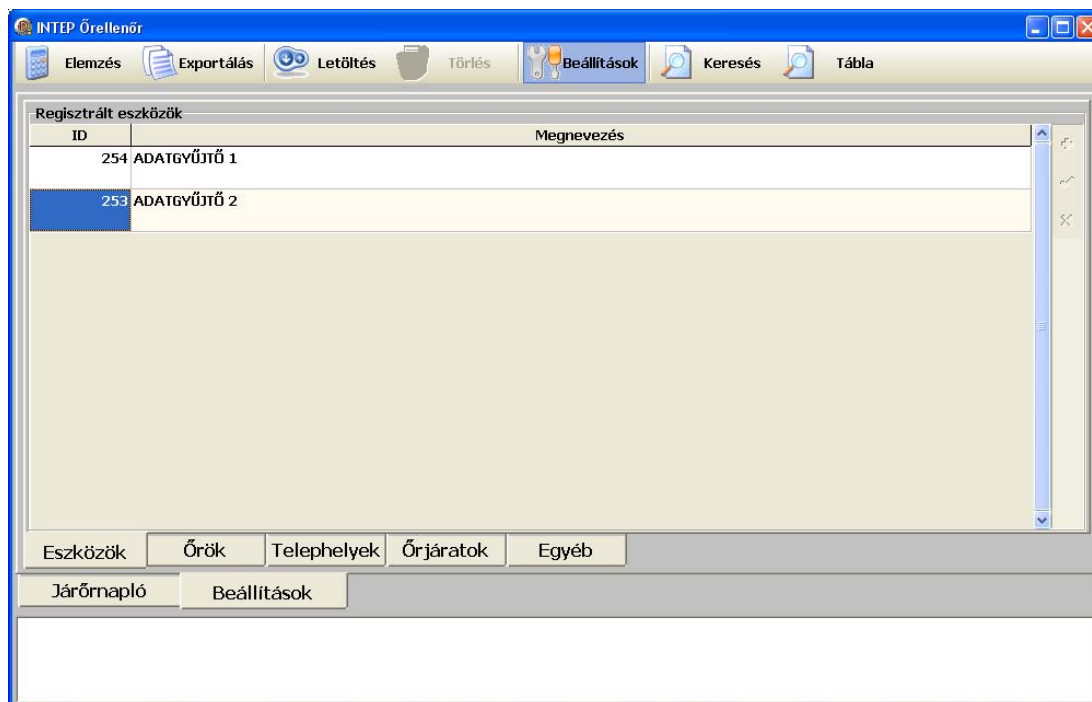 INTEP Őrellenőr
Elemzés Exportálás Letöltés Törlés Beállítások Keresés Tábla
Regisztrált eszközök
ID Megnevezés
254 ADATGYŰJTŐ 1
253 ADATGYŰJTŐ 2
Eszközök Őrök Telephelyek Őrjáratok Egyéb
Járőrnapló Beállítások